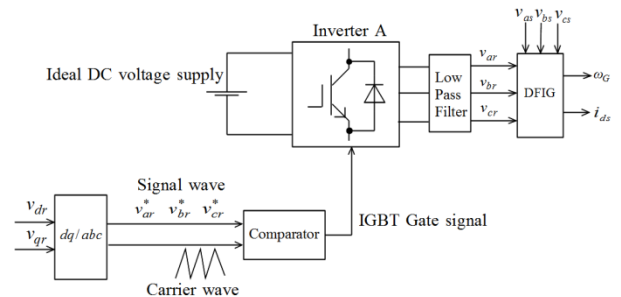 Inverter A
v_as v_bs v_cs
Ideal DC voltage supply
v_ar
v_br
v_cr
Low
Pass
Filter
DFIG
ω_G
i_ds
Signal wave
v*_ar v*_br v*_cr
IGBT Gate signal
v_dr
v_qr
dq/abc
Comparator
Carrier wave